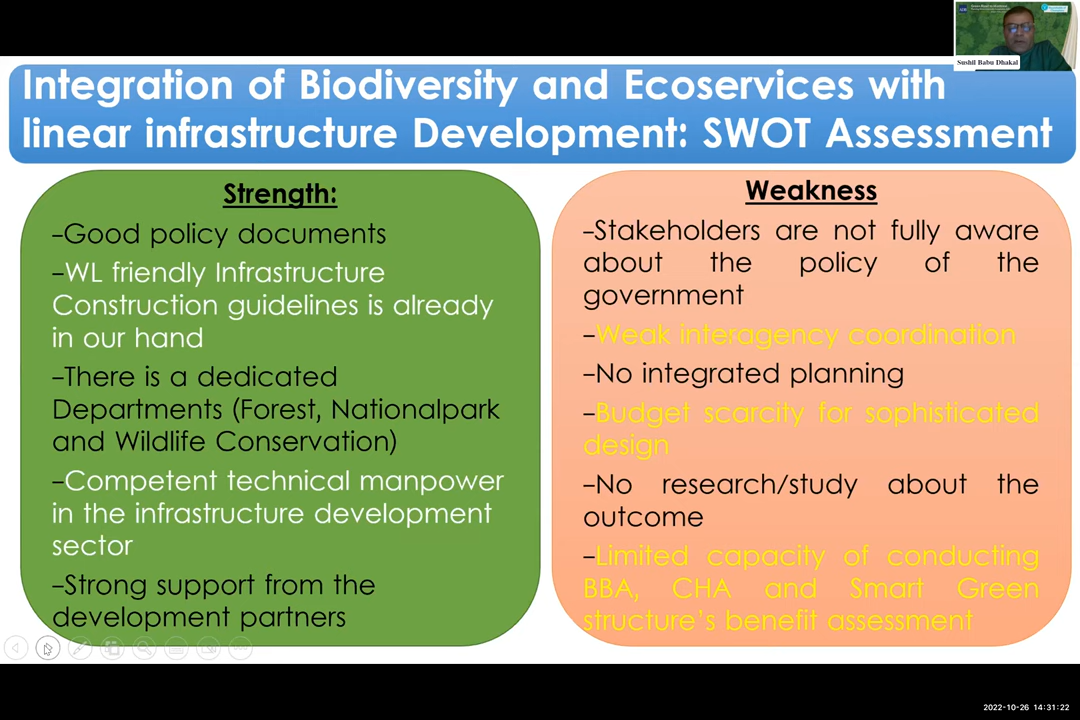 Sushil Babu Dhakal
Integration of Biodiversity and Ecoservices with
linear infrastructure Development: SWOT Assessment
Strength:
-Good policy documents
-WL friendly Infrastructure
Construction guidelines is already
in our hand
-There is a dedicated
Departments (Forest, Nationalpark
and Wildlife Conservation)
-Competent technical manpower
in the infrastructure development
sector
-Strong support from the
development partners
Weakness
-Stakeholders are not fully aware
about the policy of the
government
-Weak interagency coordination
-No integrated planning
-Budget scarcity for sophisticated
design
-No research/study about the
outcome
-Limited capacity of conducting
BBA, CHA and Smart Green
structure's benefit assessment
2022-10-26 14:31:22